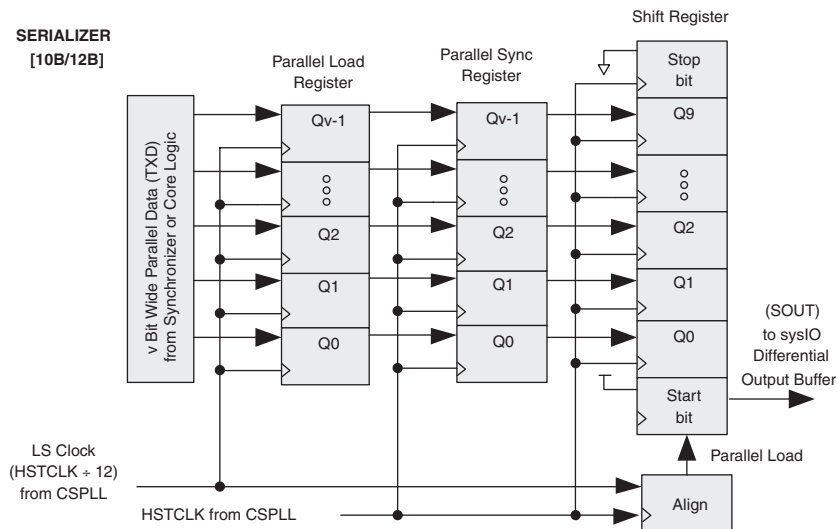 SERIALIZER
[10B/12B]
Parallel Load
Register
Parallel Sync
Register
Shift Register
v Bit Wide Parallel Data (TXD)
from Synchronizer or Core Logic
Qv-1
Q2
Q1
Q0
Qv-1
Q2
Q1
Q0
Stop
bit
Q9
Q2
Q1
Q0
Start
bit
(SOUT)
to sysIO
Differential
Output Buffer
LS Clock
(HSTCLK ÷ 12)
from CSPLL
HSTCLK from CSPLL
Parallel Load
Align